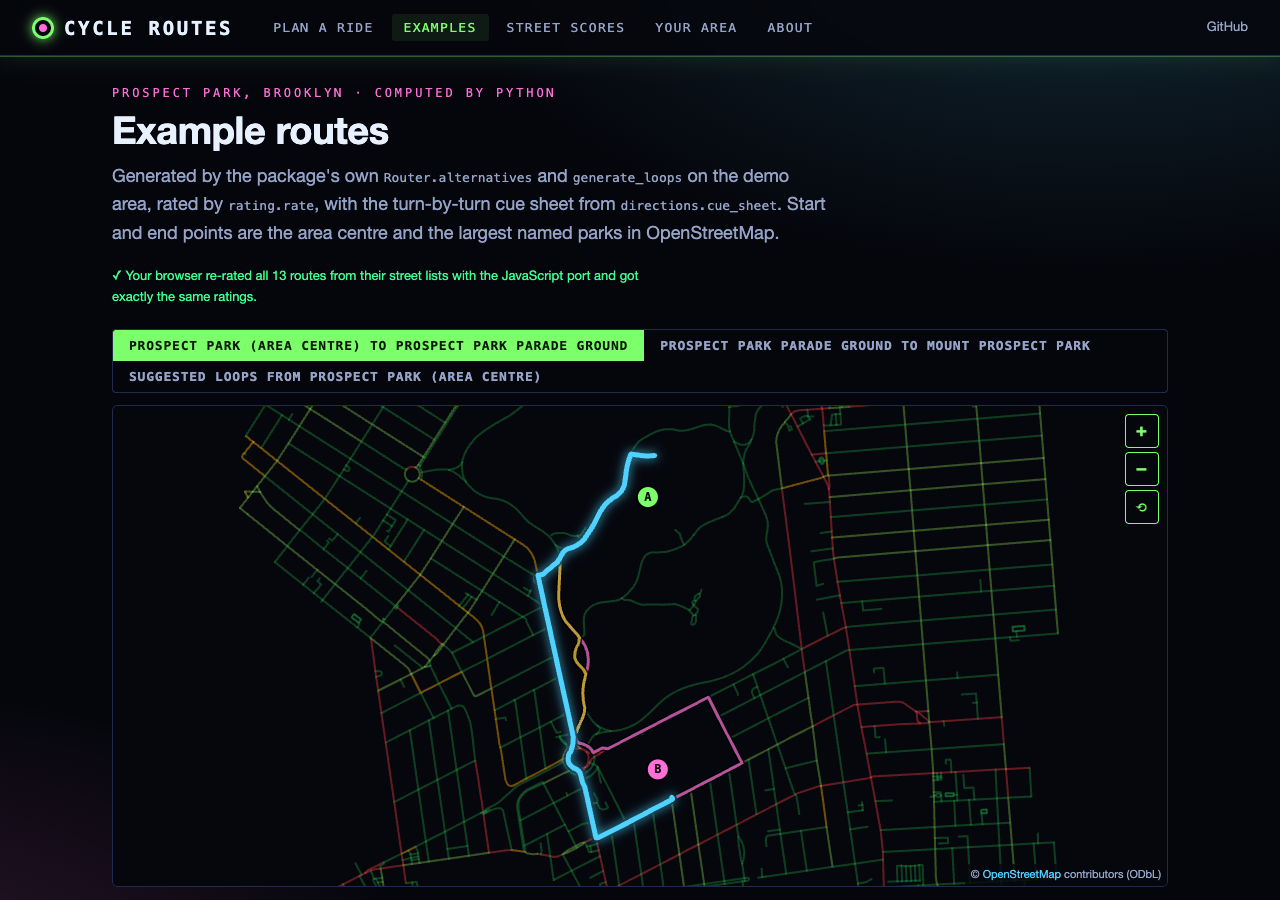 CYCLE ROUTES
PLAN A RIDE
EXAMPLES
STREET SCORES
YOUR AREA
ABOUT
GitHub
PROSPECT PARK, BROOKLYN · COMPUTED BY PYTHON
Example routes
Generated by the package's own Router.alternatives and generate_loops on the demo
area, rated by rating.rate, with the turn-by-turn cue sheet from directions.cue_sheet. Start
and end points are the area centre and the largest named parks in OpenStreetMap.
✓ Your browser re-rated all 13 routes from their street lists with the JavaScript port and got
exactly the same ratings.
PROSPECT PARK (AREA CENTRE) TO PROSPECT PARK PARADE GROUND
PROSPECT PARK PARADE GROUND TO MOUNT PROSPECT PARK
SUGGESTED LOOPS FROM PROSPECT PARK (AREA CENTRE)
+
−
⟲
A
B
© OpenStreetMap contributors (ODbL)